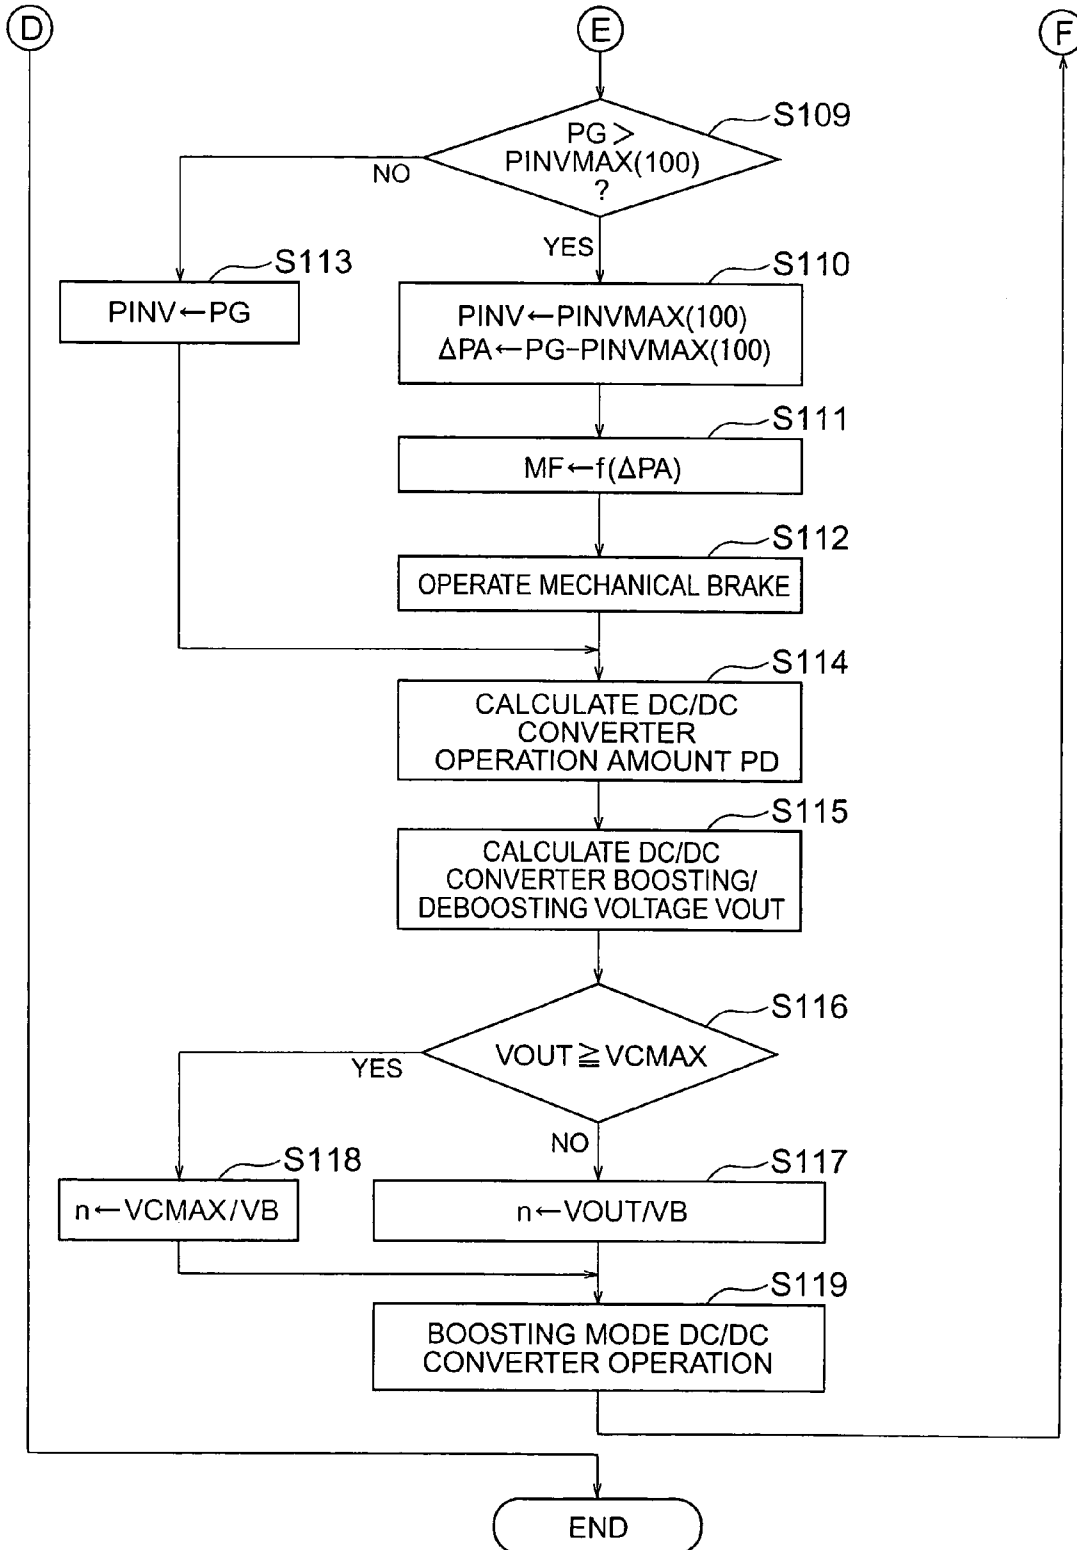 D
E
F
S109
PG >
PINVMAX(100)
?
NO
YES
S113
PINV←PG
S110
PINV←PINVMAX(100)
ΔPA←PG-PINVMAX(100)
S111
MF←f(ΔPA)
S112
OPERATE MECHANICAL BRAKE
S114
CALCULATE DC/DC
CONVERTER
OPERATION AMOUNT PD
S115
CALCULATE DC/DC
CONVERTER BOOSTING/
DEBOOSTING VOLTAGE VOUT
S116
VOUT≧VCMAX
YES
NO
S118
n←VCMAX/VB
S117
n←VOUT/VB
S119
BOOSTING MODE DC/DC
CONVERTER OPERATION
END